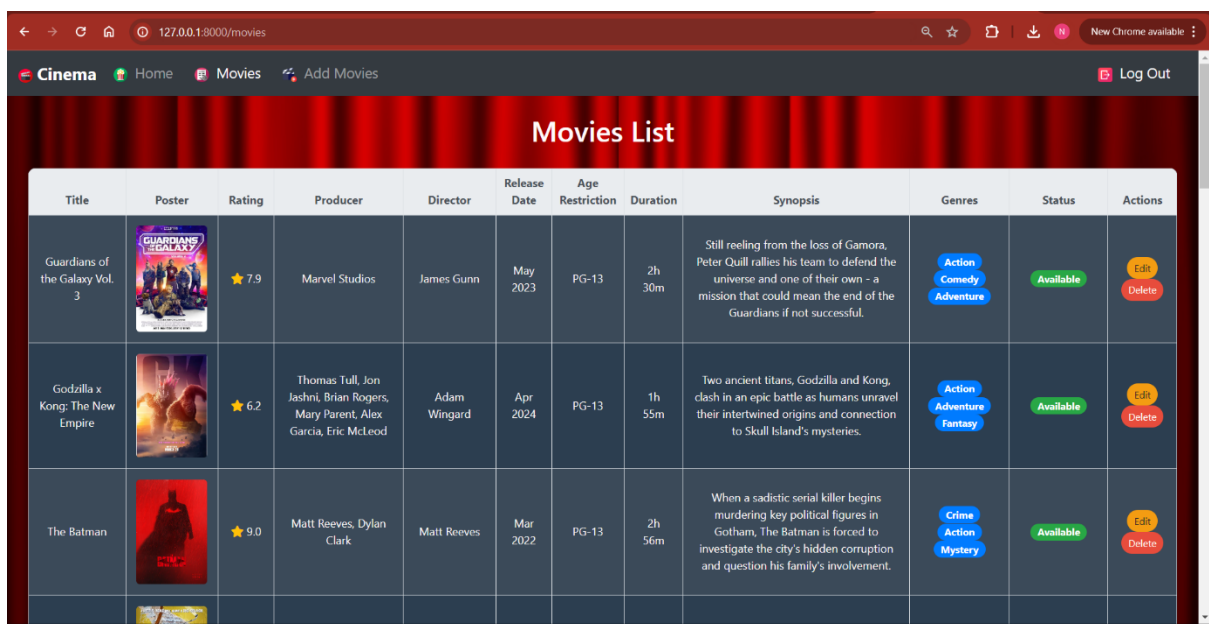 127.0.0.1:8000/movies
New Chrome available
N
Cinema
Home
Movies
Add Movies
Log Out
Movies List
Title
Poster
Rating
Producer
Director
Release
Date
Age
Restriction
Duration
Synopsis
Genres
Status
Actions
Guardians of
the Galaxy Vol.
3
GUARDIANS
OF THE GALAXY
7.9
Marvel Studios
James Gunn
May
2023
PG-13
2h
30m
Still reeling from the loss of Gamora,
Peter Quill rallies his team to defend the
universe and one of their own - a
mission that could mean the end of the
Guardians if not successful.
Action
Comedy
Adventure
Available
Edit
Delete
Godzilla x
Kong: The New
Empire
6.2
Thomas Tull, Jon
Jashni, Brian Rogers,
Mary Parent, Alex
Garcia, Eric McLeod
Adam
Wingard
Apr
2024
PG-13
1h
55m
Two ancient titans, Godzilla and Kong,
clash in an epic battle as humans unravel
their intertwined origins and connection
to Skull Island's mysteries.
Action
Adventure
Fantasy
Available
Edit
Delete
The Batman
9.0
Matt Reeves, Dylan
Clark
Matt Reeves
Mar
2022
PG-13
2h
56m
When a sadistic serial killer begins
murdering key political figures in
Gotham, The Batman is forced to
investigate the city's hidden corruption
and question his family's involvement.
Crime
Action
Mystery
Available
Edit
Delete